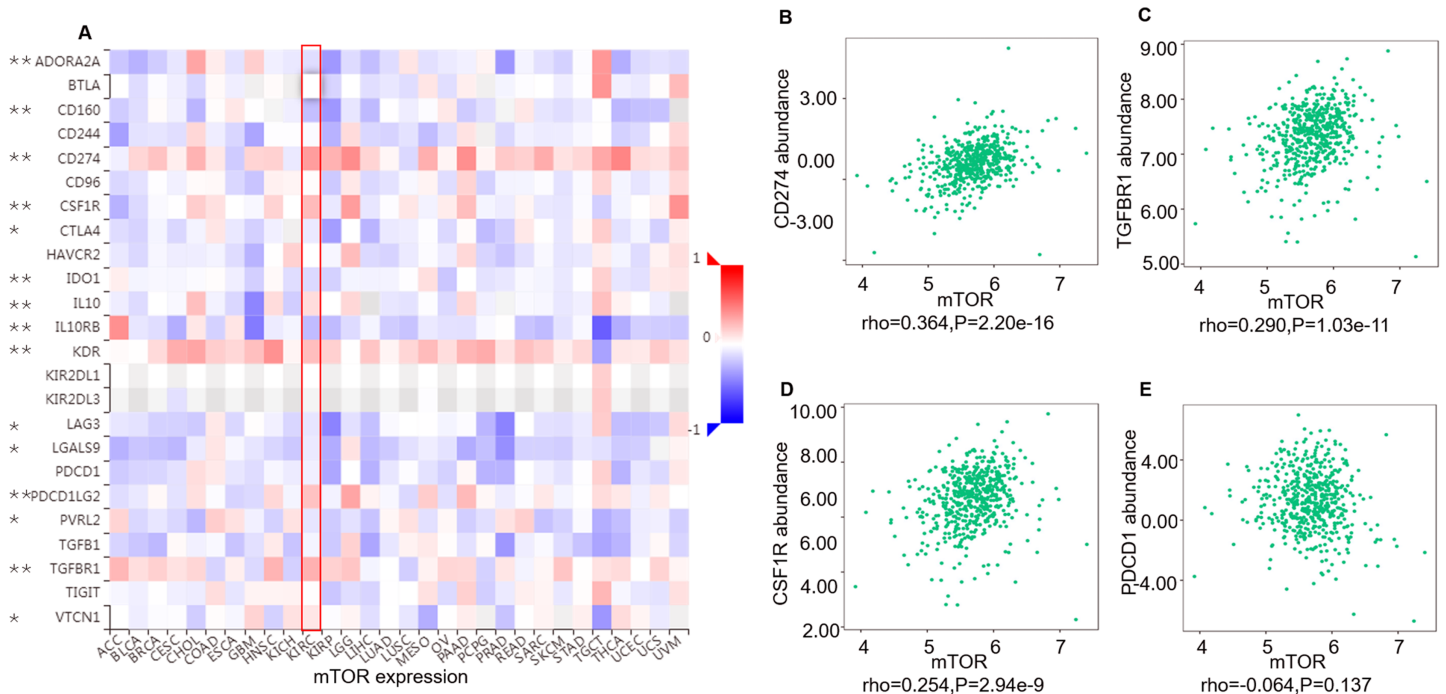 A
** ADORA2A
BTLA
** CD160
CD244
** CD274
CD96
** CSF1R
* CTLA4
HAVCR2
** IDO1
** IL10
** IL10RB
** KDR
KIR2DL1
KIR2DL3
* LAG3
* LGALS9
PDCD1
** PDCD1LG2
* PVRL2
TGFB1
** TGFBR1
TIGIT
* VTCN1
ACC BLCA BRCA CESC CHOL COAD ESCA GBM HNSC KICH KIRC KIRP LGG LIHC LUAD LUSC MESO OV PAAD PCPG PRAD READ SARC SKCM STAD TGCT THCA UCEC UCS UVM
mTOR expression
1
0
-1
B
CD274 abundance
3.00
0.00
-3.00
4 5 6 7
mTOR
rho=0.364,P=2.20e-16
C
TGFBR1 abundance
9.00
8.00
7.00
6.00
5.00
4 5 6 7
mTOR
rho=0.290,P=1.03e-11
D
CSF1R abundance
10.00
8.00
6.00
6.00
4.00
2.00
4 5 6 7
mTOR
rho=0.254,P=2.94e-9
E
PDCD1 abundance
4.00
0.00
-4.00
4 5 6 7
mTOR
rho=-0.064,P=0.137